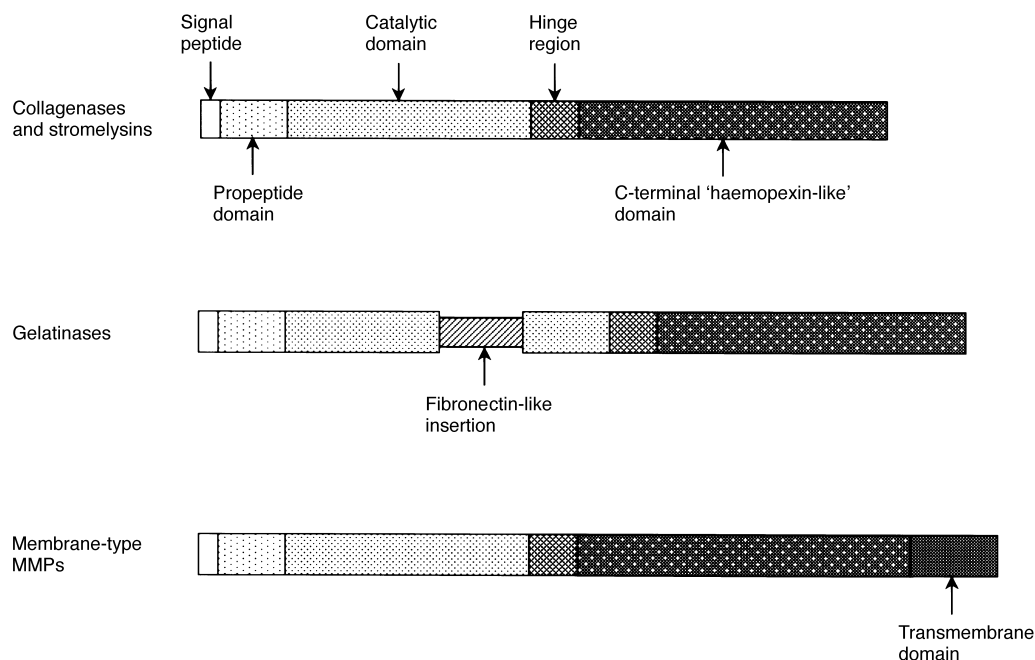 Signal
peptide
Catalytic
domain
Hinge
region
Collagenases
and stromelysins
Propeptide
domain
C-terminal ‘haemopexin-like’
domain
Gelatinases
Fibronectin-like
insertion
Membrane-type
MMPs
Transmembrane
domain